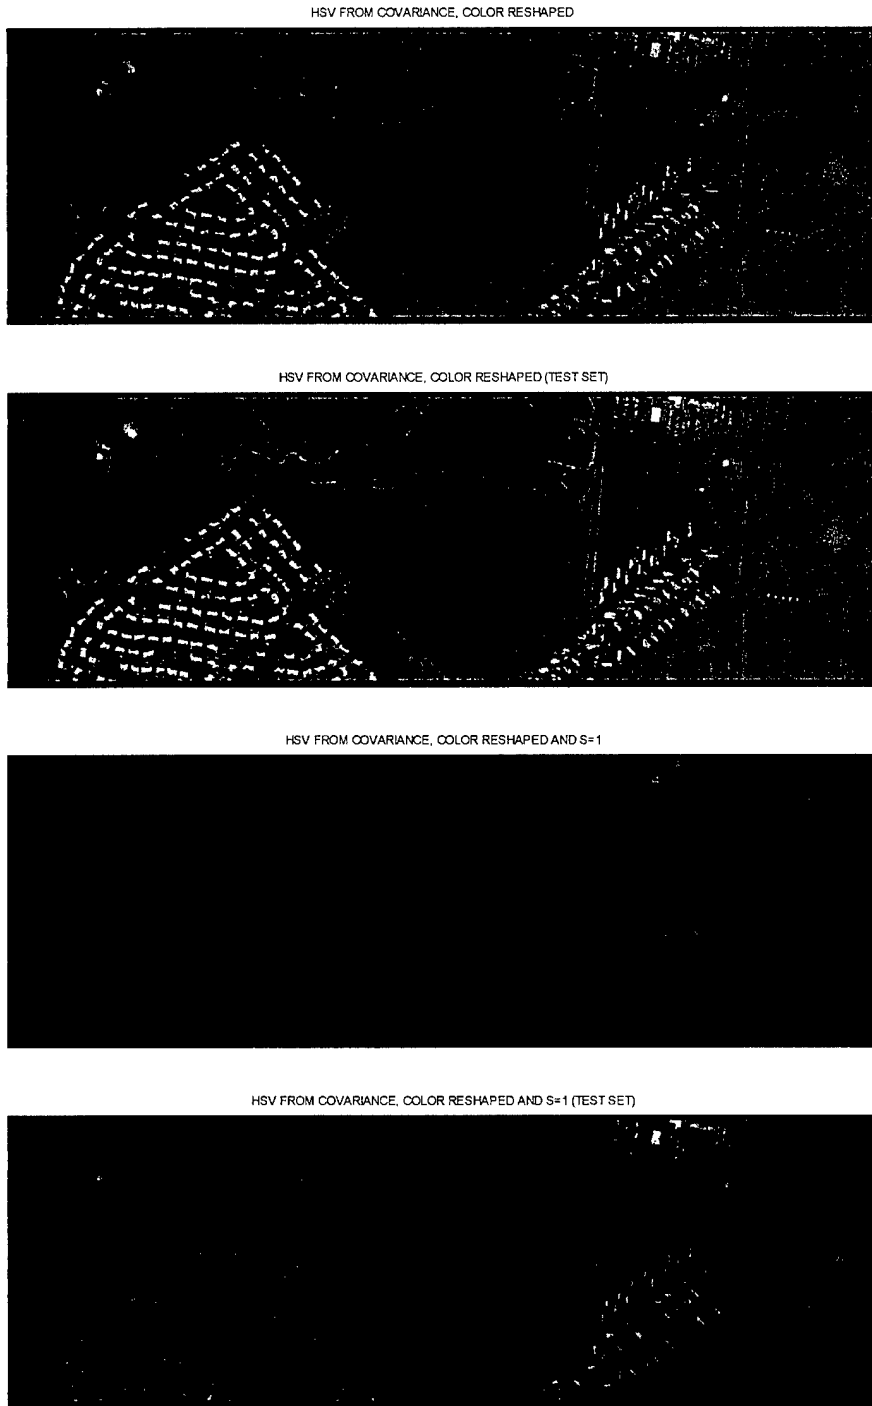 HSV FROM COVARIANCE, COLOR RESHAPED
HSV FROM COVARIANCE, COLOR RESHAPED (TEST SET)
HSV FROM COVARIANCE, COLOR RESHAPED AND S=1
HSV FROM COVARIANCE, COLOR RESHAPED AND S=1 (TEST SET)